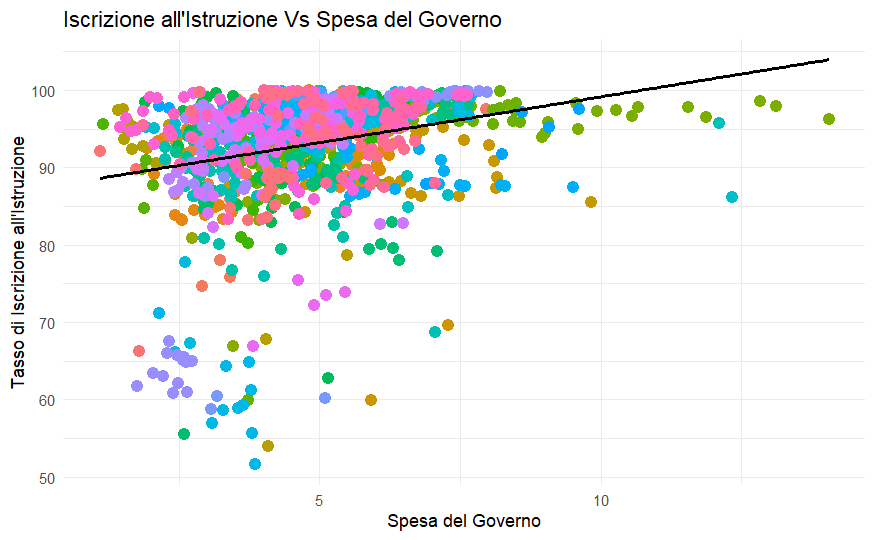 Iscrizione all'Istruzione Vs Spesa del Governo
Tasso di Iscrizione all'Istruzione
100
90
80
70
60
50
5
10
Spesa del Governo